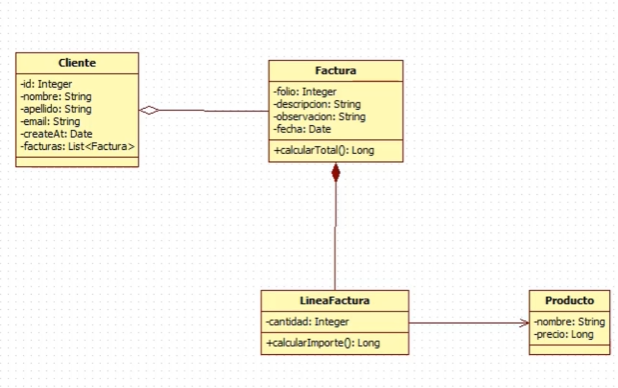 Cliente
-id: Integer
-nombre: String
-apellido: String
-email: String
-createAt: Date
-facturas: List<Factura>
Factura
-folio: Integer
-descripcion: String
-observacion: String
-fecha: Date
+calcularTotal(): Long
LineaFactura
-cantidad: Integer
+calcularImporte(): Long
Producto
-nombre: String
-precio: Long